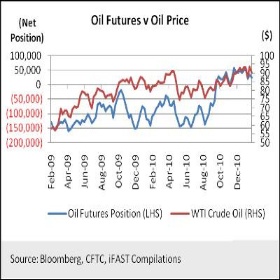 Oil Futures v Oil Price
(Net
Position)
($)
100,000
50,000
0
(50,000)
(100,000)
(150,000)
(200,000)
100
95
90
85
80
75
70
65
60
55
50
Feb-09
Apr-09
Jun-09
Aug-09
Oct-09
Dec-09
Feb-10
Apr-10
Jun-10
Aug-10
Oct-10
Dec-10
Oil Futures Position (LHS)
WTI Crude Oil (RHS)
Source: Bloomberg, CFTC, iFAST Compilations